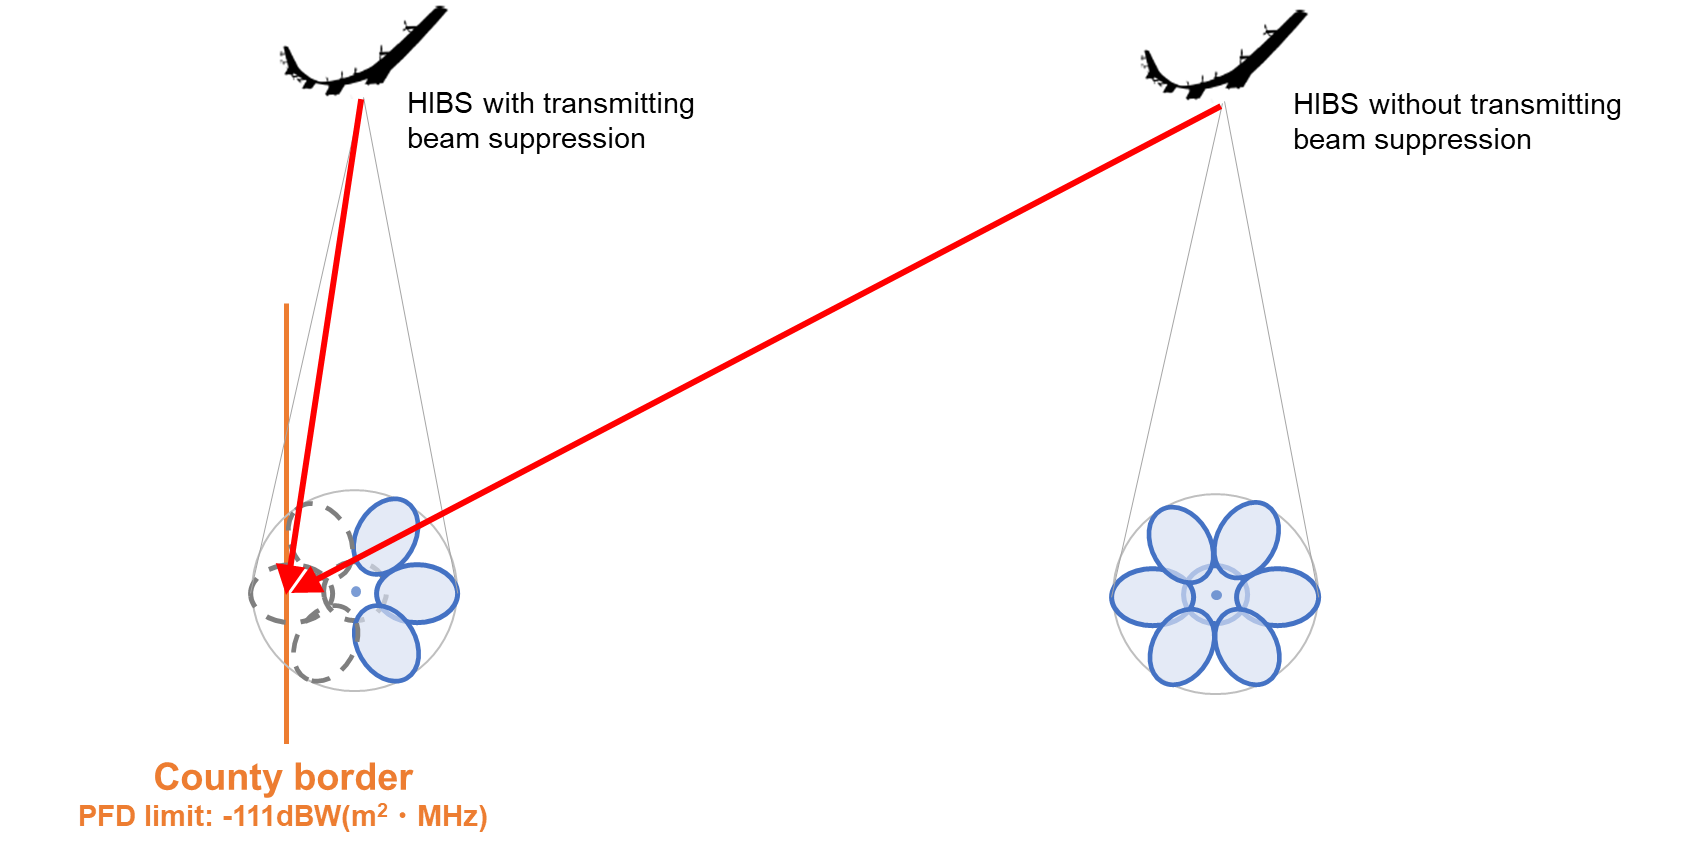 HIBS with transmitting
beam suppression
HIBS without transmitting
beam suppression
County border
PFD limit: -111dBW(m²・MHz)